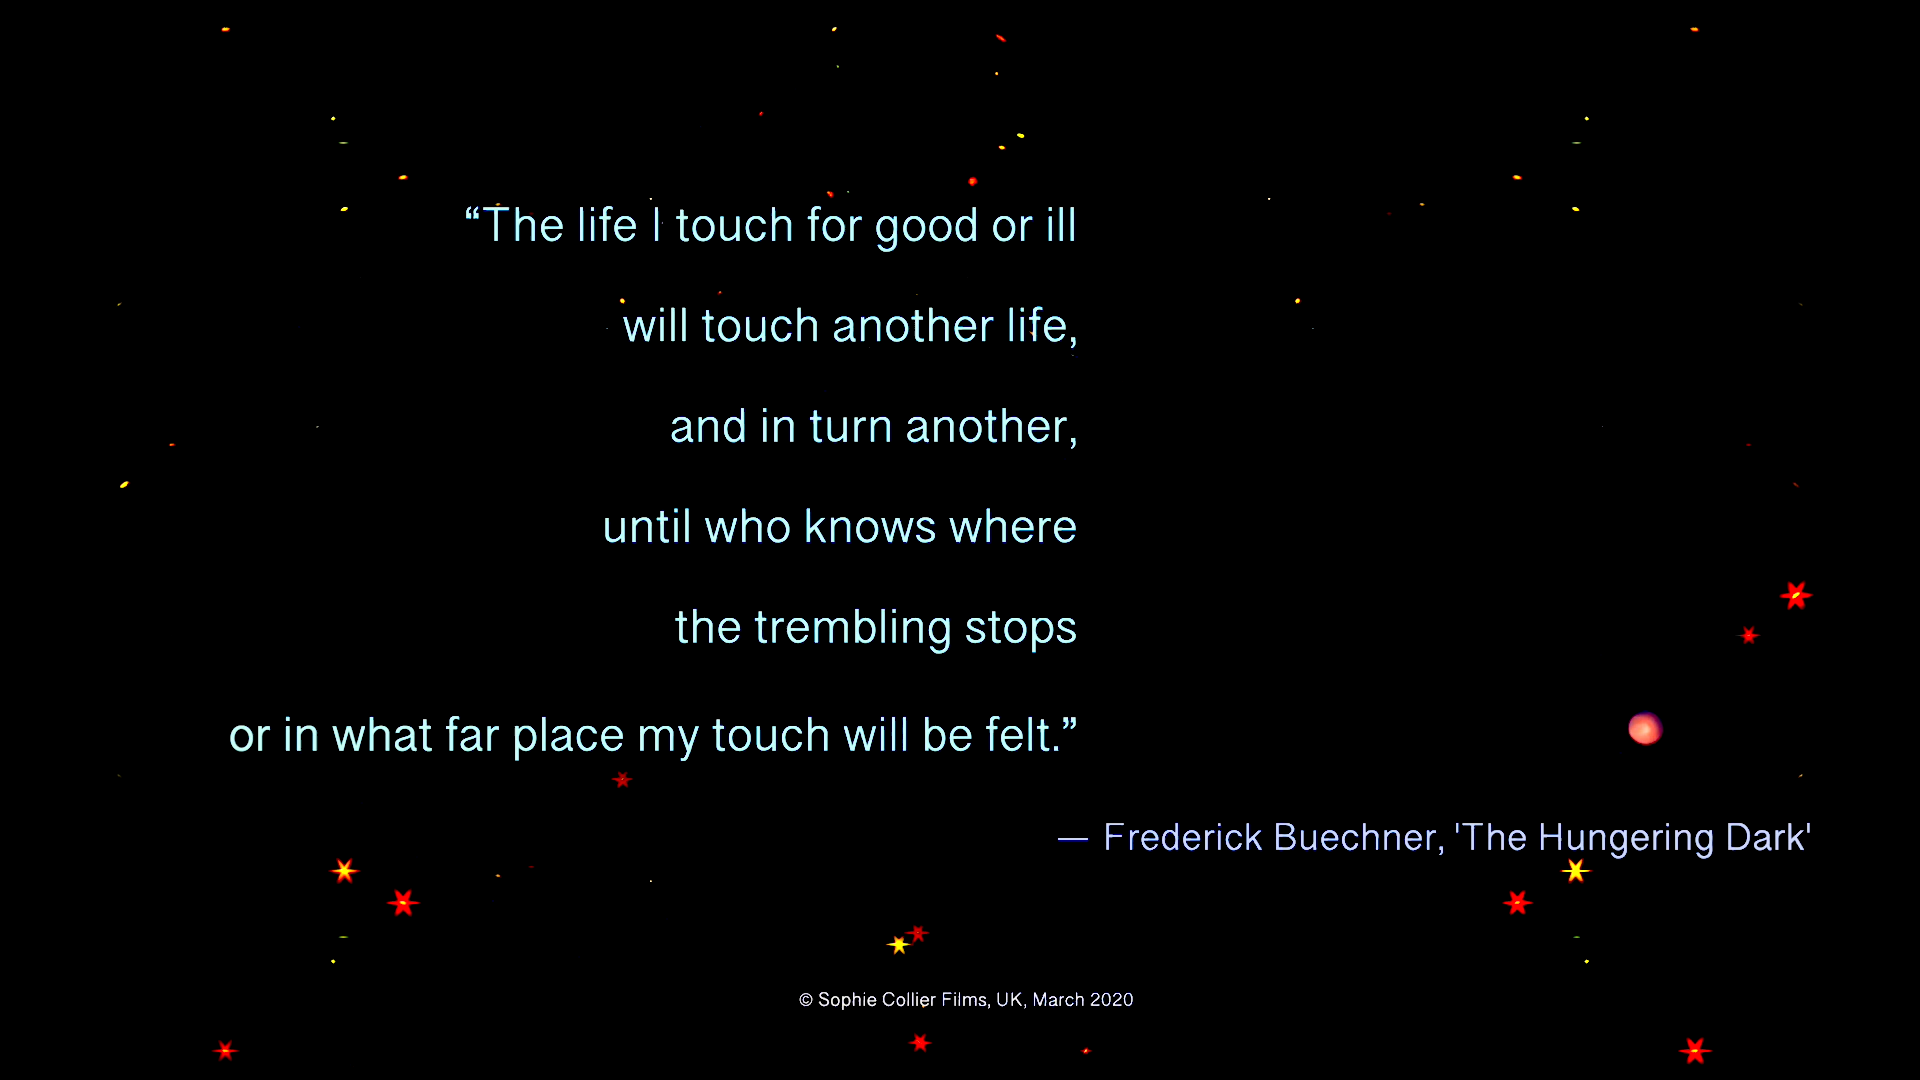 “The life I touch for good or ill
will touch another life,
and in turn another,
until who knows where
the trembling stops
or in what far place my touch will be felt.”
— Frederick Buechner, 'The Hungering Dark'
© Sophie Collier Films, UK, March 2020